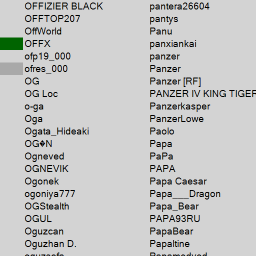 OFFIZIER BLACK pantera26604
OFFTOP207 pantys
OffWorld Panu
OFFX panxiankai
ofp19_000 panzer
ofres_000 Panzer
OG Panzer [RF]
OG Loc PANZER IV KING TIGER
o-ga Panzerkasper
Oga PanzerLowe
Ogata_Hideaki Paolo
OG♦N Papa
Ogneved PaPa
OGNEVIK PAPA
Ogonek Papa Caesar
ogoniya777 Papa___Dragon
OGStealth Papa_Bear
OGUL PAPA93RU
Oguzcan PapaBear
Oguzhan D. Papaltine